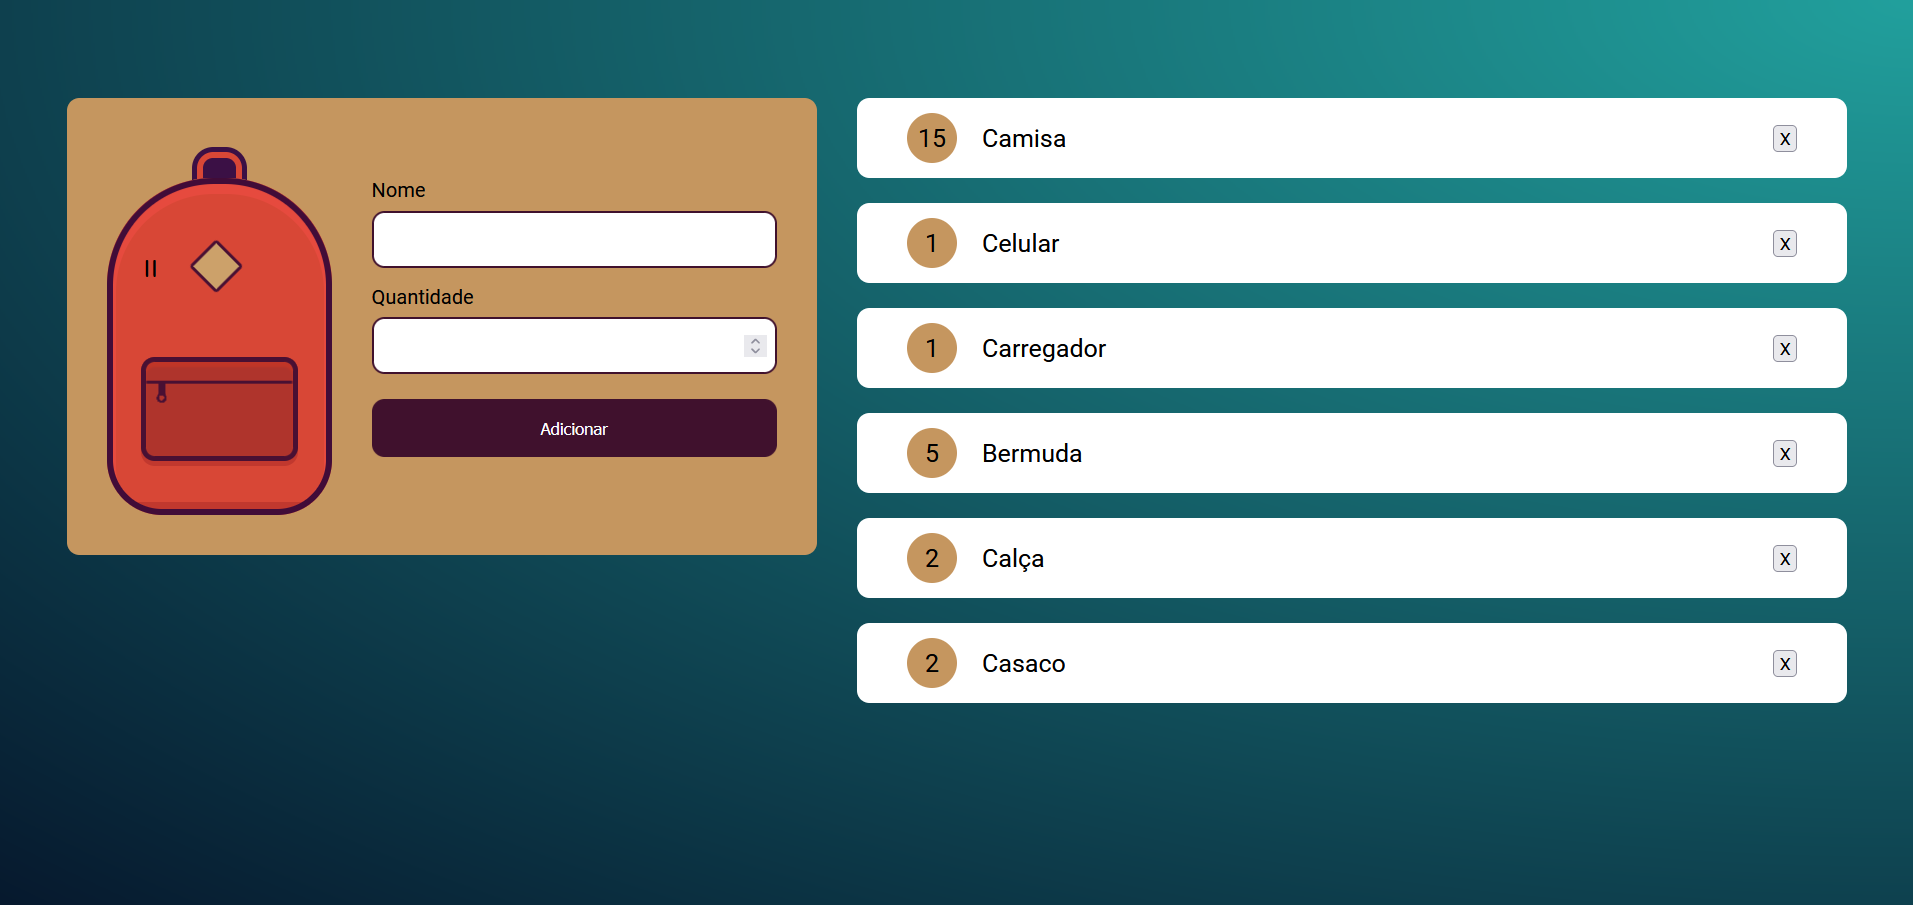 Nome
Quantidade
Adicionar
15 Camisa X
1 Celular X
1 Carregador X
5 Bermuda X
2 Calça X
2 Casaco X